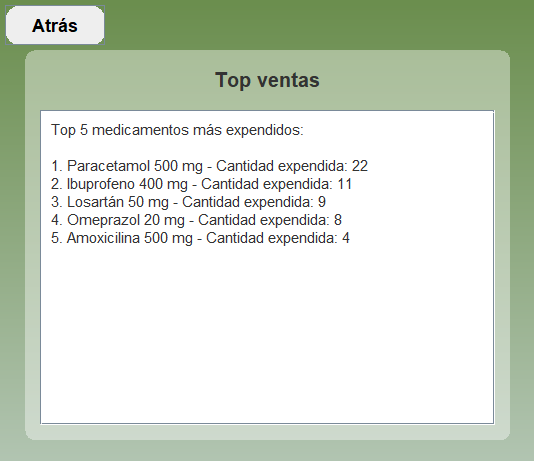 Atrás
Top ventas
Top 5 medicamentos más expendidos:
1. Paracetamol 500 mg - Cantidad expendida: 22
2. Ibuprofeno 400 mg - Cantidad expendida: 11
3. Losartán 50 mg - Cantidad expendida: 9
4. Omeprazol 20 mg - Cantidad expendida: 8
5. Amoxicilina 500 mg - Cantidad expendida: 4